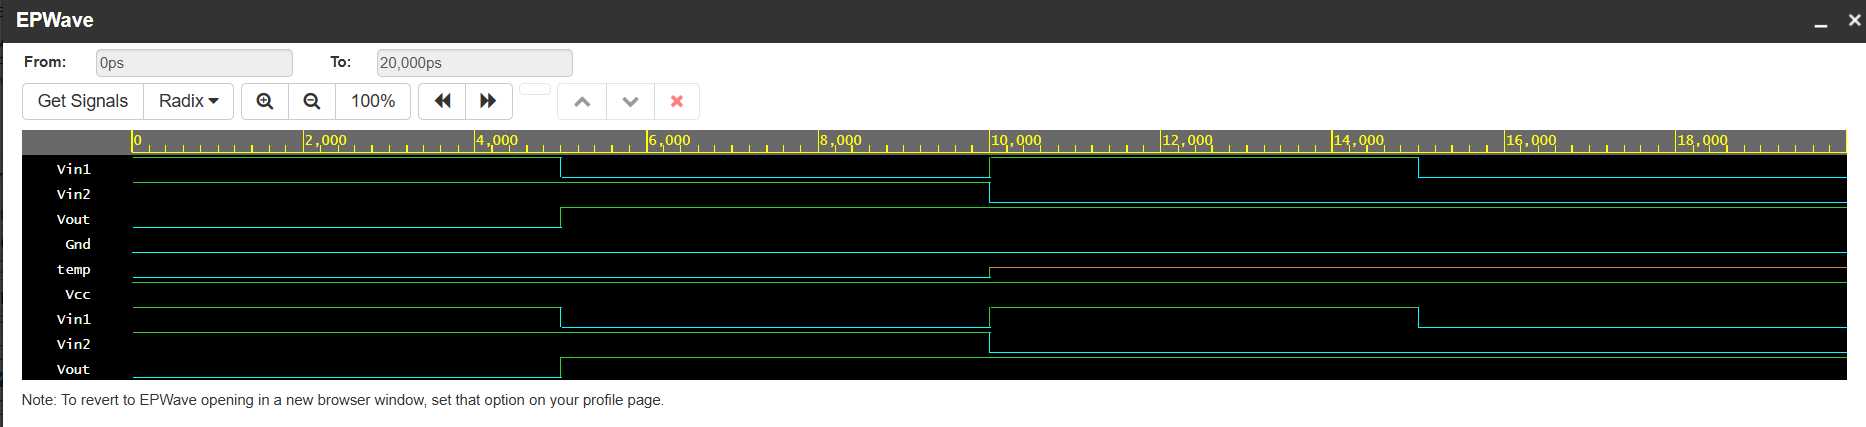 EPWave
From: 0ps To: 20,000ps
Get Signals Radix 100%
0 2,000 4,000 6,000 8,000 10,000 12,000 14,000 16,000 18,000
Vin1
Vin2
Vout
Gnd
temp
Vcc
Vin1
Vin2
Vout
Note: To revert to EPWave opening in a new browser window, set that option on your profile page.